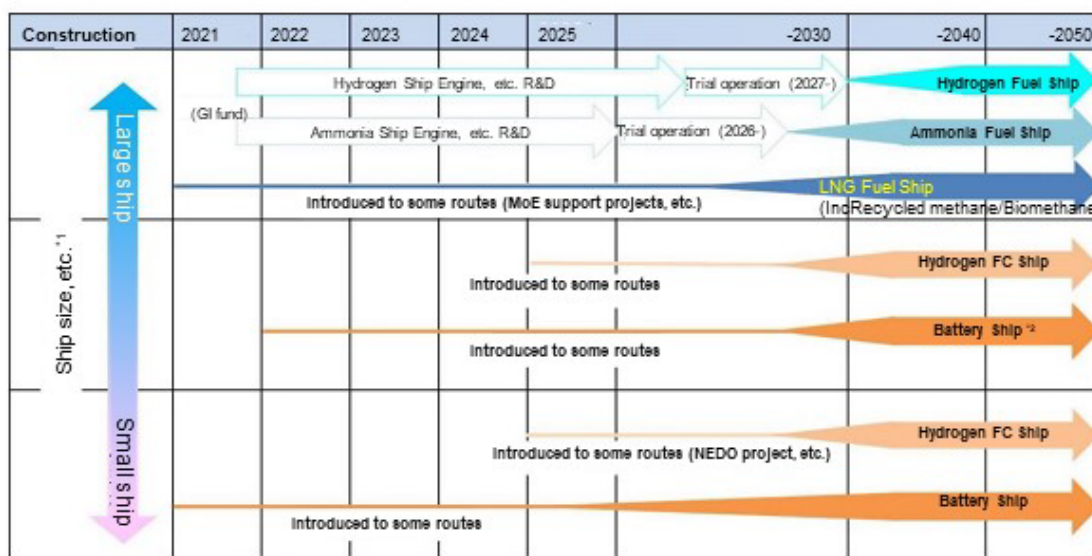 Construction 2021 2022 2023 2024 2025 -2030 -2040 -2050
Hydrogen Ship Engine, etc. R&D Trial operation (2027-) Hydrogen Fuel Ship
(GI fund)
Ammonia Ship Engine, etc. R&D Trial operation (2026-) Ammonia Fuel Ship
Large ship
LNG Fuel Ship
Introduced to some routes (MoE support projects, etc.) (IncRecycled methane/Biomethane
Ship size, etc.*1
Hydrogen FC Ship
Introduced to some routes
Battery Ship *2
Introduced to some routes
Small ship
Hydrogen FC Ship
Introduced to some routes (NEDO project, etc.)
Battery Ship
Introduced to some routes